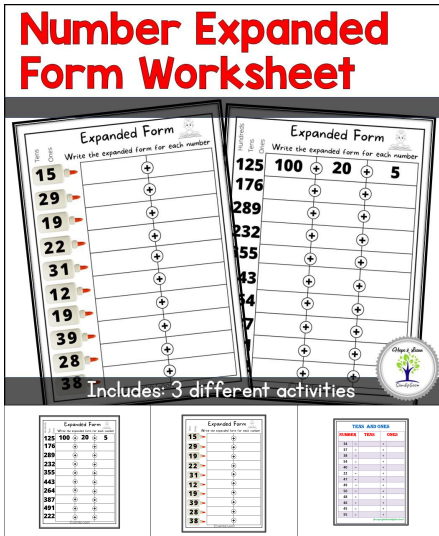 Number Expanded
Form Worksheet
Expanded Form
Tens
Ones
Write the expanded form for each number
15
29
19
22
31
12
19
39
28
38
Expanded Form
Hundreds
Tens
Ones
Write the expanded form for each number
125 100 + 20 + 5
176
289
232
55
43
64
7
Includes: 3 different activities
Expanded Form
Write the expanded form for each number
125 100 + 20 + 5
176
289
232
355
443
264
387
491
222
Expanded Form
Write the expanded form for each number
15
29
19
22
31
12
19
39
28
38
TENS AND ONES
NUMBER TENS ONES